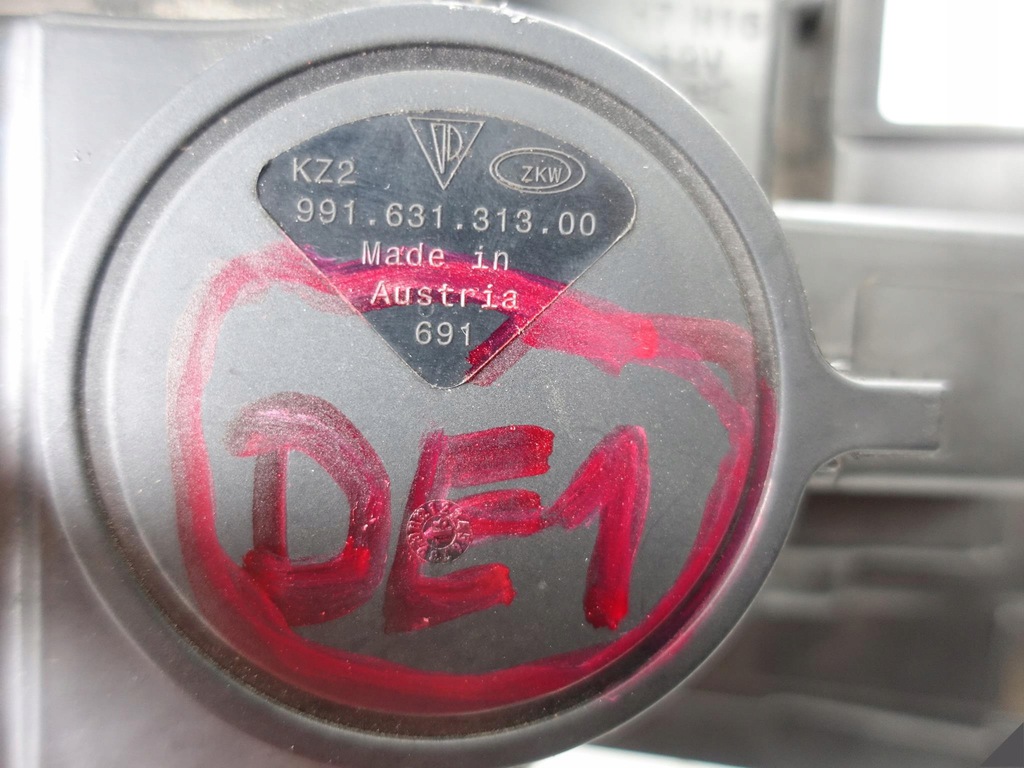 KZ2
ZKW
991.631.313.00
Made in
Austria
691
DE1